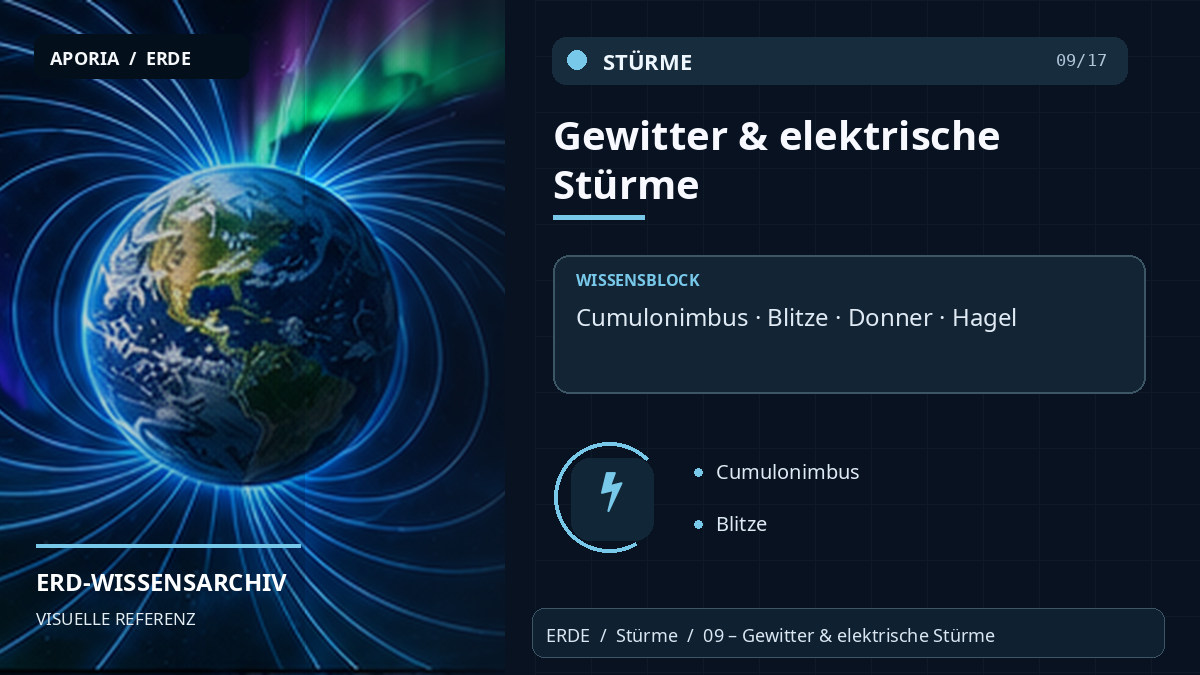 APORIA / ERDE
ERD-WISSENSARCHIV
VISUELLE REFERENZ
STÜRME
09/17
Gewitter & elektrische
Stürme
WISSENSBLOCK
Cumulonimbus · Blitze · Donner · Hagel
Cumulonimbus
Blitze
ERDE / Stürme / 09 – Gewitter & elektrische Stürme